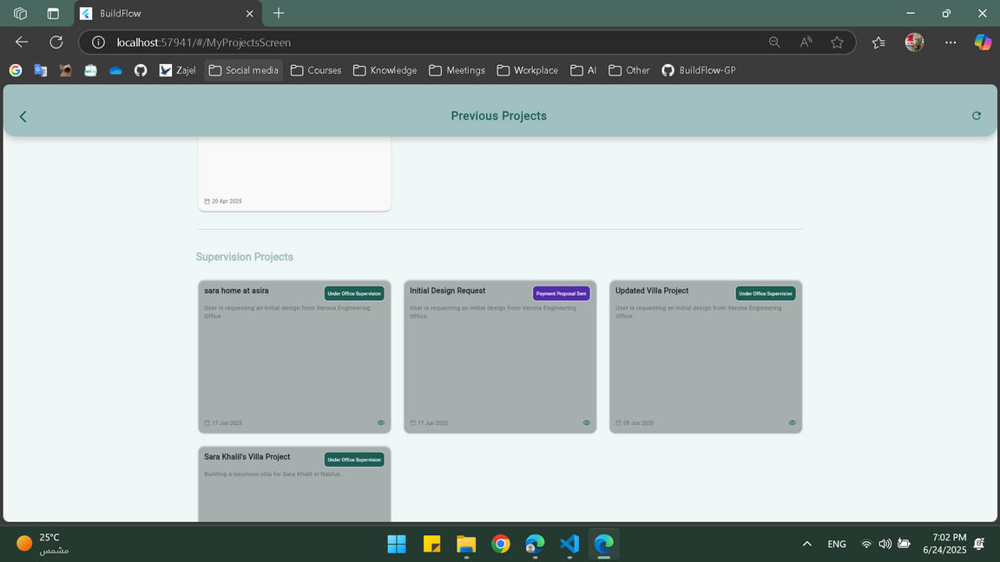 BuildFlow
localhost:57941/#/MyProjectsScreen
Zajel
Social media
Courses
Knowledge
Meetings
Workplace
AI
Other
BuildFlow-GP
Previous Projects
20 Apr 2025
Supervision Projects
sara home at asira
Under Office Supervision
User is requesting an initial design from Verona Engineering
Office.
17 Jun 2025
Initial Design Request
Payment Proposal Sent
User is requesting an initial design from Verona Engineering
Office.
17 Jun 2025
Updated Villa Project
Under Office Supervision
User is requesting an initial design from Verona Engineering
Office.
09 Jun 2025
Sara Khalil's Villa Project
Under Office Supervision
Building a luxurious villa for Sara Khalil in Nablus.
25°C
مشمس
ENG
7:02 PM
6/24/2025